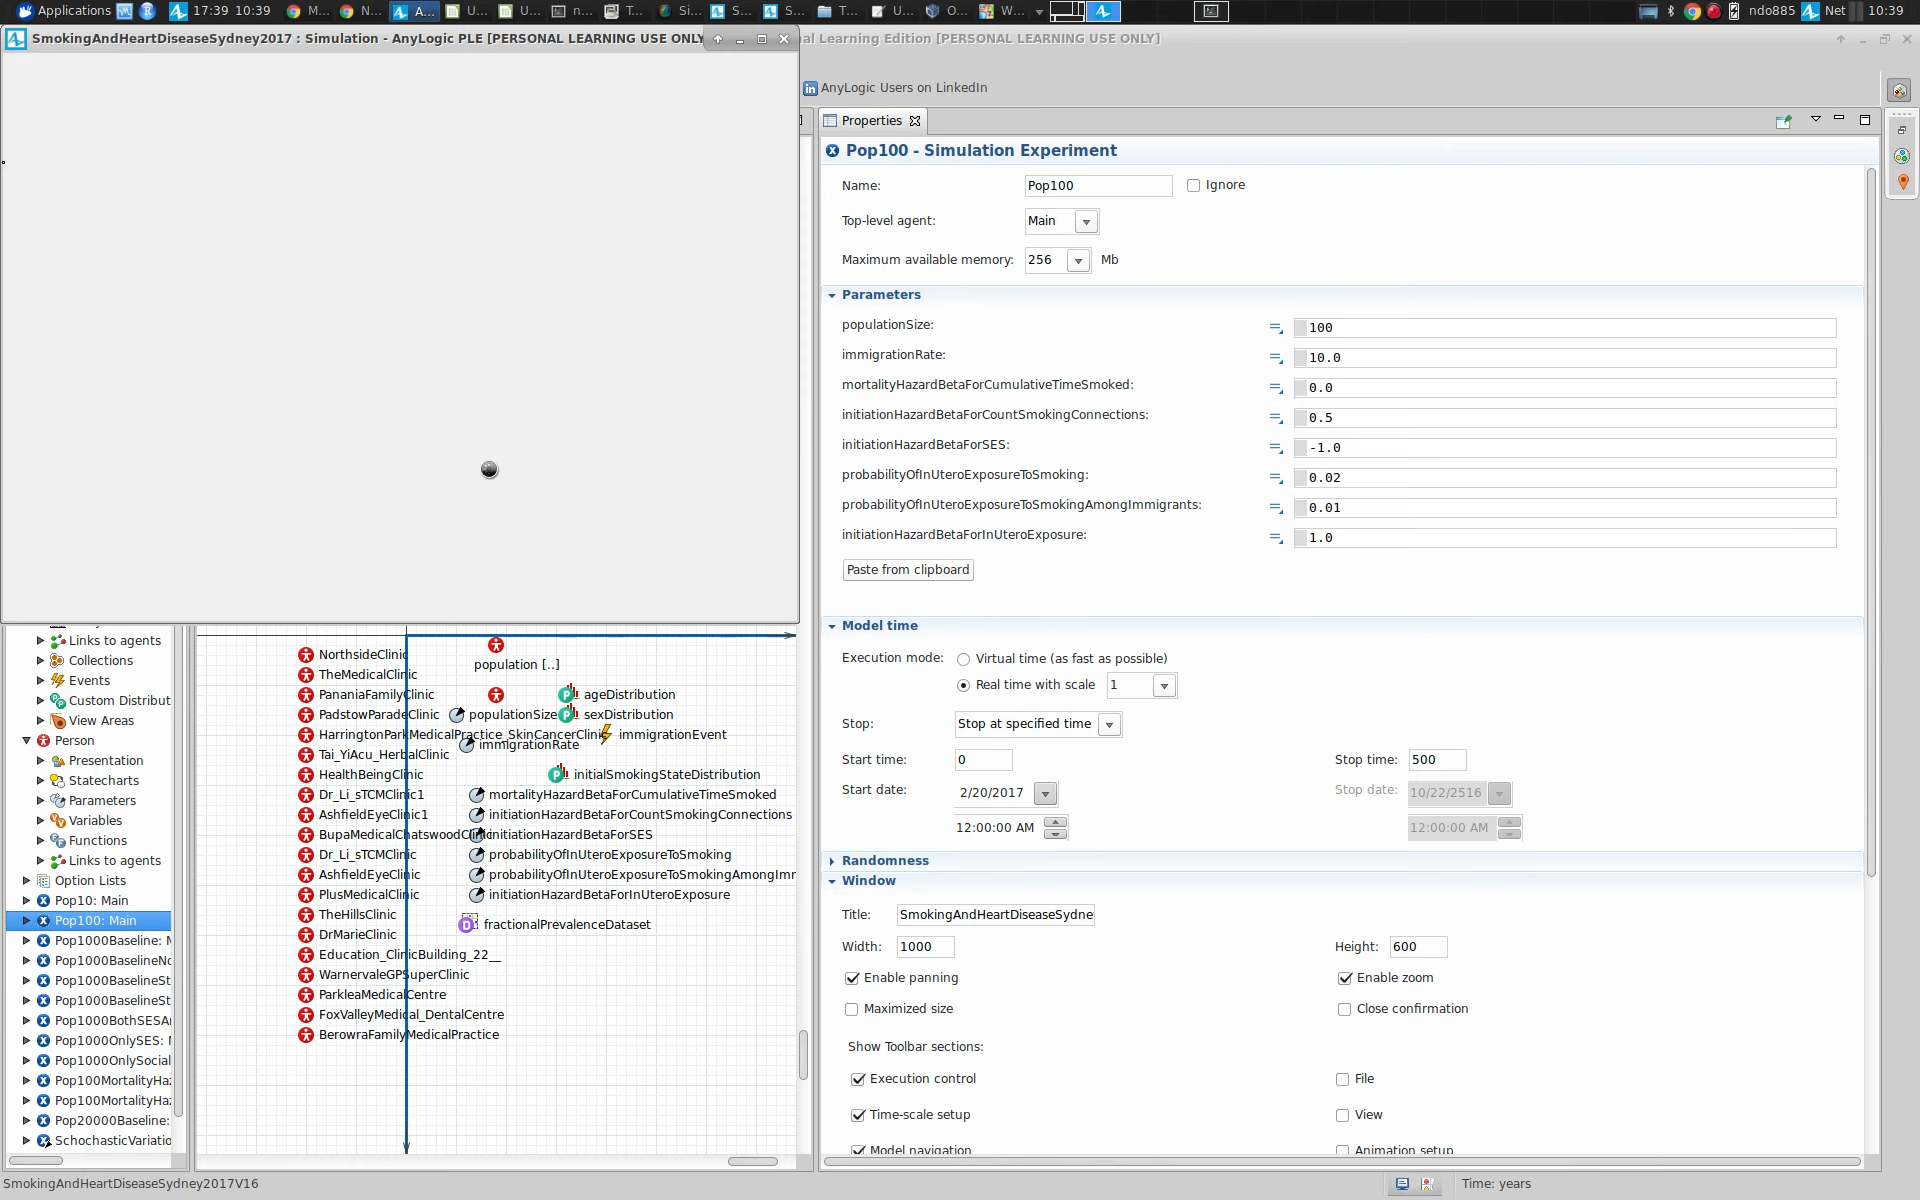 Applications 17:39 10:39 M... N... A... U... U... n... T... Si... S... S... T... U... O... W... ndo885 Net 10:39
SmokingAndHeartDiseaseSydney2017 : Simulation - AnyLogic PLE [PERSONAL LEARNING USE ONLY
al Learning Edition [PERSONAL LEARNING USE ONLY]
AnyLogic Users on LinkedIn
Properties
Pop100 - Simulation Experiment
Name: Pop100 Ignore
Top-level agent: Main
Maximum available memory: 256 Mb
Parameters
populationSize: 100
immigrationRate: 10.0
mortalityHazardBetaForCumulativeTimeSmoked: 0.0
initiationHazardBetaForCountSmokingConnections: 0.5
initiationHazardBetaForSES: -1.0
probabilityOfInUteroExposureToSmoking: 0.02
probabilityOfInUteroExposureToSmokingAmongImmigrants: 0.01
initiationHazardBetaForInUteroExposure: 1.0
Paste from clipboard
Model time
Execution mode: Virtual time (as fast as possible)
Real time with scale 1
Stop: Stop at specified time
Start time: 0 Stop time: 500
Start date: 2/20/2017 Stop date: 10/22/2516
12:00:00 AM 12:00:00 AM
Randomness
Window
Title: SmokingAndHeartDiseaseSydne
Width: 1000 Height: 600
Enable panning Enable zoom
Maximized size Close confirmation
Show Toolbar sections:
Execution control File
Time-scale setup View
Model navigation Animation setup
Links to agents
Collections
Events
Custom Distribut
View Areas
Person
Presentation
Statecharts
Parameters
Variables
Functions
Links to agents
Option Lists
Pop10: Main
Pop100: Main
Pop1000Baseline: M
Pop1000BaselineNo
Pop1000BaselineSt
Pop1000BaselineSt
Pop1000BothSESAn
Pop1000OnlySES: M
Pop1000OnlySocial
Pop100MortalityHaz
Pop100MortalityHaz
Pop20000Baseline:
SchochasticVariatio
NorthsideClinic
TheMedicalClinic
PananiaFamilyClinic
PadstowParadeClinic
HarringtonParkMedicalPractice_SkinCancerClinic
Tai_YiAcu_HerbalClinic
HealthBeingClinic
Dr_Li_sTCMClinic1
AshfieldEyeClinic1
BupaMedicalChatswoodClinic
Dr_Li_sTCMClinic
AshfieldEyeClinic
PlusMedicalClinic
TheHillsClinic
DrMarieClinic
Education_ClinicBuilding_22__
WarnervaleGPSuperClinic
ParkleaMedicalCentre
FoxValleyMedical_DentalCentre
BerowraFamilyMedicalPractice
population [..]
ageDistribution
populationSize sexDistribution
immigrationEvent
immigrationRate
initialSmokingStateDistribution
mortalityHazardBetaForCumulativeTimeSmoked
initiationHazardBetaForCountSmokingConnections
initiationHazardBetaForSES
probabilityOfInUteroExposureToSmoking
probabilityOfInUteroExposureToSmokingAmongImm
initiationHazardBetaForInUteroExposure
fractionalPrevalenceDataset
SmokingAndHeartDiseaseSydney2017V16 Time: years